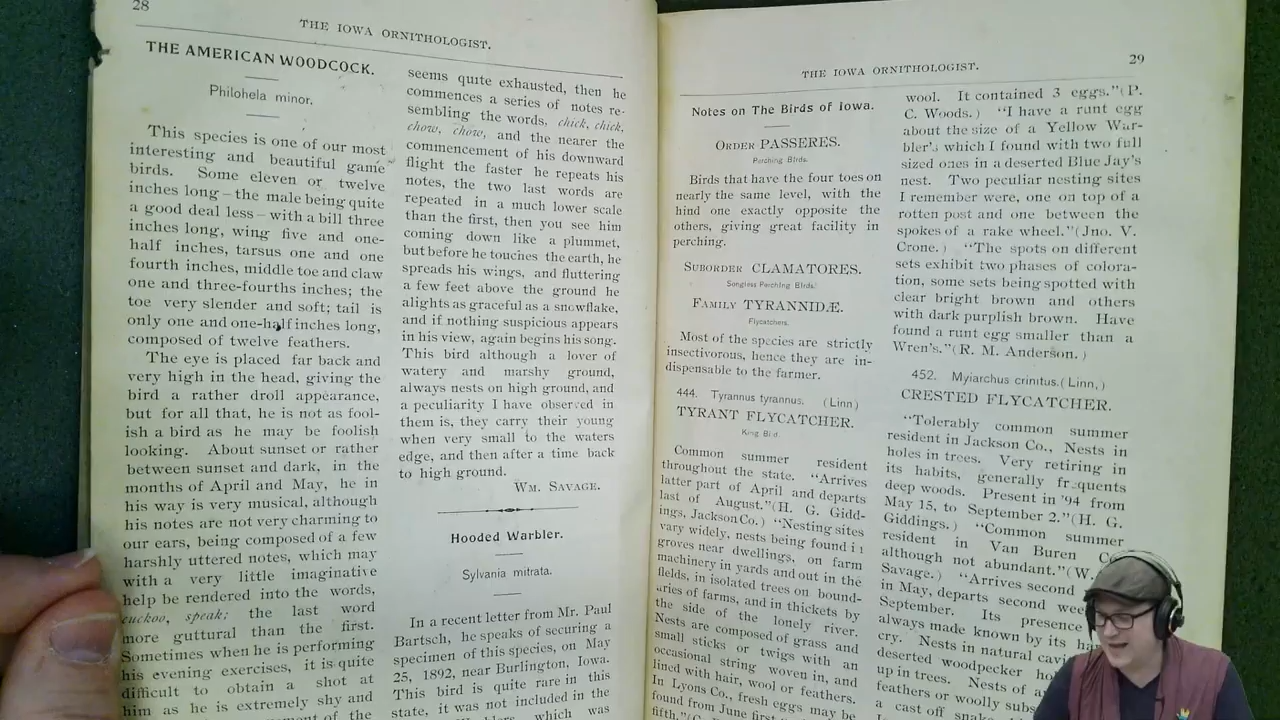 28
THE IOWA ORNITHOLOGIST.
THE AMERICAN WOODCOCK.
Philohela minor.
This species is one of our most
interesting and beautiful game
birds. Some eleven or twelve
inches long—the male being quite
a good deal less—with a bill three
inches long, wing five and one-
half inches, tarsus one and one
fourth inches, middle toe and claw
one and three-fourths inches; the
toe very slender and soft; tail is
only one and one-half inches long,
composed of twelve feathers.
The eye is placed far back and
very high in the head, giving the
bird a rather droll appearance,
but for all that, he is not as fool-
ish a bird as he may be foolish
looking. About sunset or rather
between sunset and dark, in the
months of April and May, he in
his way is very musical, although
his notes are not very charming to
our ears, being composed of a few
harshly uttered notes, which may
with a very little imaginative
help be rendered into the words,
cuckoo, speak; the last word
more guttural than the first.
Sometimes when he is performing
his evening exercises, it is quite
difficult to obtain a shot at
him as he is extremely shy and
of the
seems quite exhausted, then he
commences a series of notes re-
sembling the words, chick, chick,
chow, chow, and the nearer the
commencement of his downward
flight the faster he repeats his
notes, the two last words are
repeated in a much lower scale
than the first, then you see him
coming down like a plummet,
but before he touches the earth, he
spreads his wings, and fluttering
a few feet above the ground he
alights as graceful as a snowflake,
and if nothing suspicious appears
in his view, again begins his song.
This bird although a lover of
watery and marshy ground,
always nests on high ground, and
a peculiarity I have observed in
them is, they carry their young
when very small to the waters
edge, and then after a time back
to high ground.
WM. SAVAGE.
Hooded Warbler.
Sylvania mitrata.
In a recent letter from Mr. Paul
Bartsch, he speaks of securing a
specimen of this species, on May
25, 1892, near Burlington, Iowa.
This bird is quite rare in this
state, it was not included in the
which was
THE IOWA ORNITHOLOGIST.
29
Notes on The Birds of Iowa.
ORDER PASSERES.
Perching Birds.
Birds that have the four toes on
nearly the same level, with the
hind one exactly opposite the
others, giving great facility in
perching.
SUBORDER CLAMATORES.
Songless Perching Birds.
FAMILY TYRANNIDÆ.
Flycatchers.
Most of the species are strictly
insectivorous, hence they are in-
dispensable to the farmer.
444. Tyrannus tyrannus. (Linn)
TYRANT FLYCATCHER.
King Bird.
Common summer resident
throughout the state. “Arrives
latter part of April and departs
last of August.”(H. G. Gidd-
ings, Jackson Co.) “Nesting sites
vary widely, nests being found in
groves near dwellings, on farm
machinery in yards and out in the
fields, in isolated trees on bound-
aries of farms, and in thickets by
the side of the lonely river.
Nests are composed of grass and
small sticks or twigs with an
occasional string woven in, and
lined with hair, wool or feathers.
In Lyons Co., fresh eggs may be
found from June first
wool. It contained 3 eggs.”(P.
C. Woods.) “I have a runt egg
about the size of a Yellow War-
bler's which I found with two full
sized ones in a deserted Blue Jay's
nest. Two peculiar nesting sites
I remember were, one on top of a
rotten post and one between the
spokes of a rake wheel.”(Jno. V.
Crone.) “The spots on different
sets exhibit two phases of colora-
tion, some sets being spotted with
clear bright brown and others
with dark purplish brown. Have
found a runt egg smaller than a
Wren's.”(R. M. Anderson.)
452. Myiarchus crinitus.(Linn,)
CRESTED FLYCATCHER.
“Tolerably common summer
resident in Jackson Co., Nests in
holes in trees. Very retiring in
its habits, generally frequents
deep woods. Present in '94 from
May 15, to September 2.”(H. G.
Giddings.) “Common summer
resident in Van Buren Co
although not abundant.”(W.
Savage.) “Arrives second
in May, departs second
September. Its presence
always made known by its
cry. Nests in natural
deserted woodpecker
up in trees. Nests of
feathers or woolly
a cast off